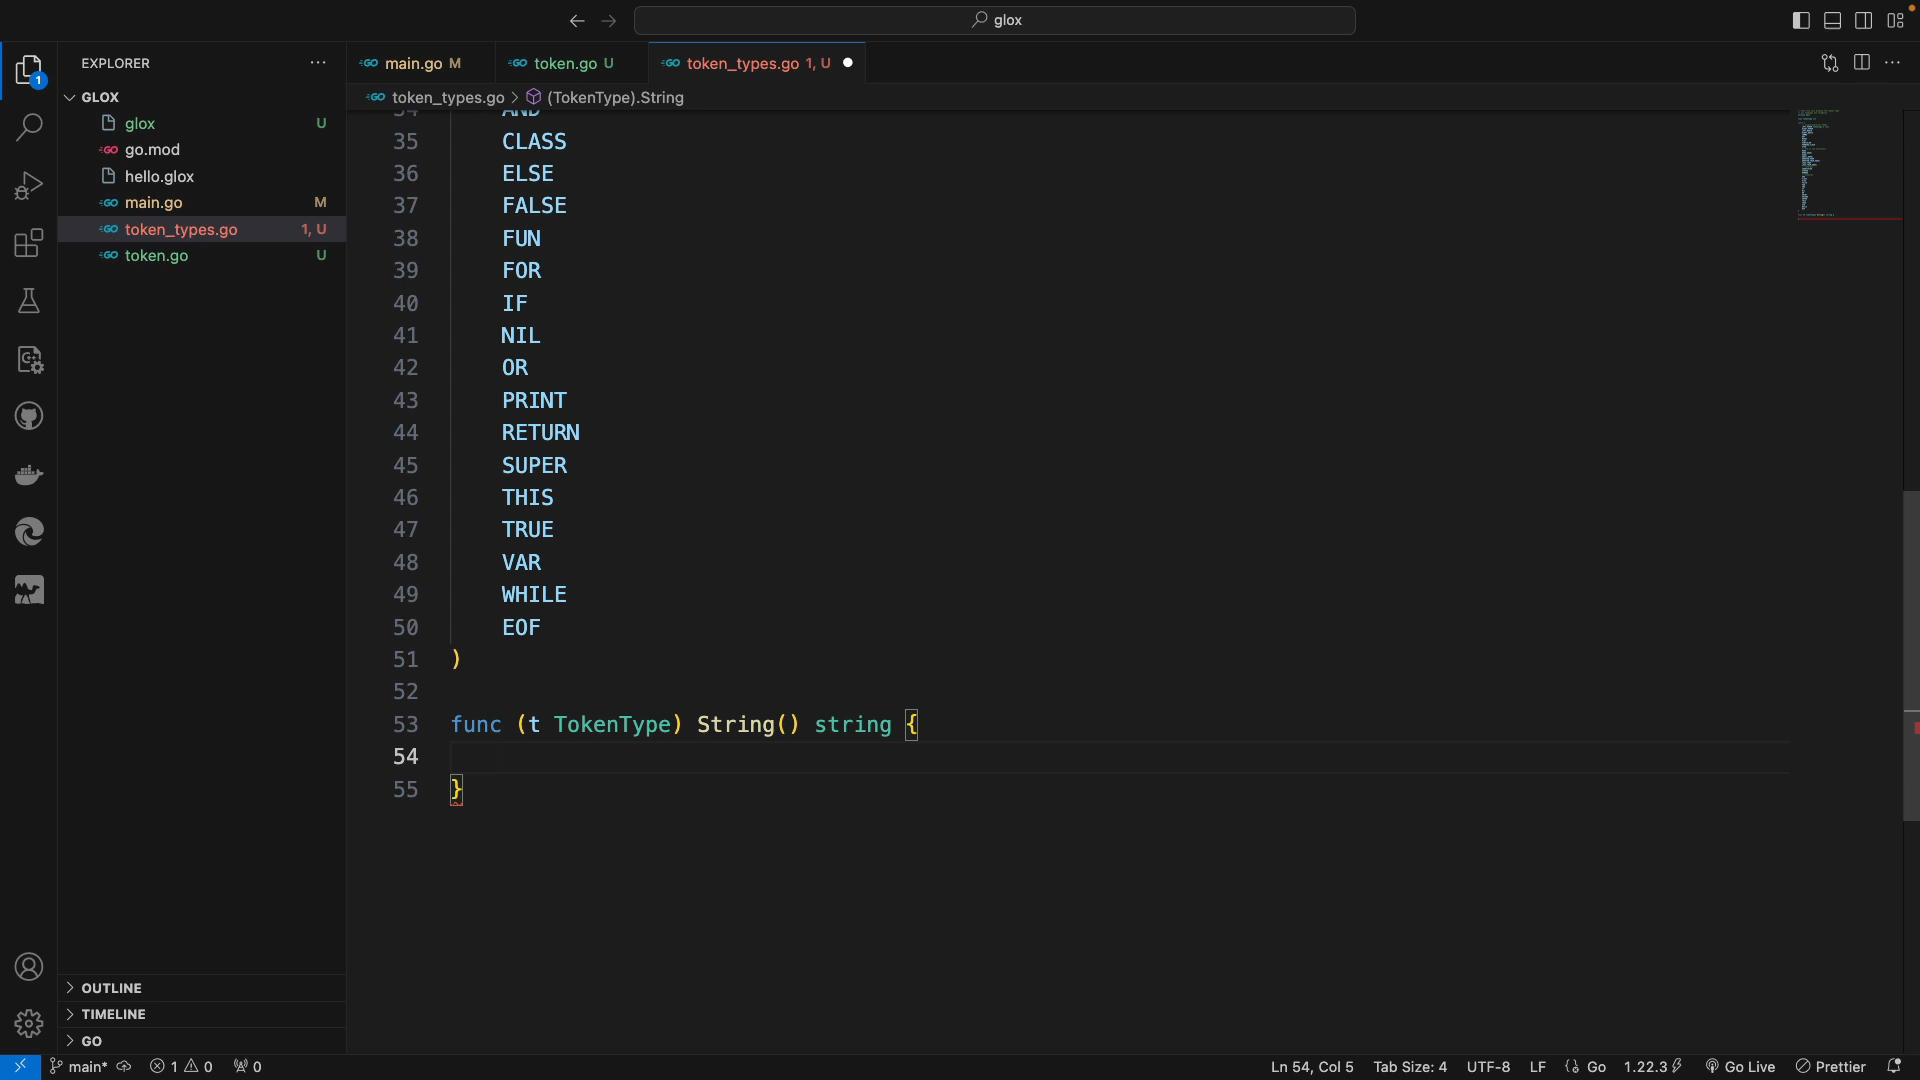 glox
EXPLORER
main.go M
token.go U
token_types.go 1, U
GLOX
token_types.go > (TokenType).String
glox U
go.mod
hello.glox
main.go M
token_types.go 1, U
token.go U
1
34 AND
35 CLASS
36 ELSE
37 FALSE
38 FUN
39 FOR
40 IF
41 NIL
42 OR
43 PRINT
44 RETURN
45 SUPER
46 THIS
47 TRUE
48 VAR
49 WHILE
50 EOF
51 )
52
53 func (t TokenType) String() string {
54
55 }
OUTLINE
TIMELINE
GO
main* 1 0 0 Ln 54, Col 5 Tab Size: 4 UTF-8 LF Go 1.22.3 Go Live Prettier